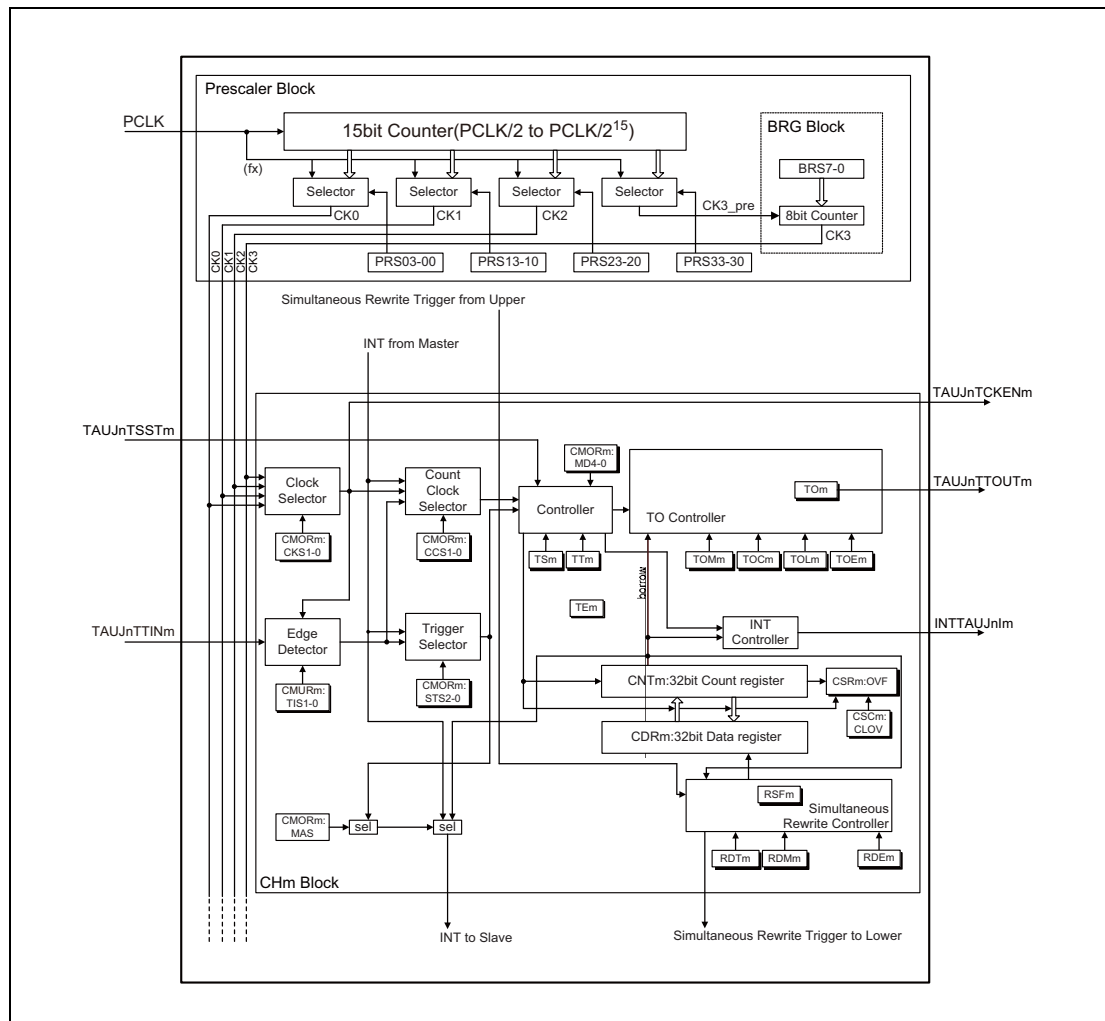 Prescaler Block
PCLK
15bit Counter(PCLK/2 to PCLK/2¹⁵)
BRG Block
(fx)
BRS7-0
Selector
Selector
Selector
Selector
CK3_pre
8bit Counter
CK0
CK1
CK2
CK3
CK0
CK1
CK2
CK3
PRS03-00
PRS13-10
PRS23-20
PRS33-30
Simultaneous Rewrite Trigger from Upper
INT from Master
TAUJnTCKENm
TAUJnTSSTm
CMORm:
MD4-0
Clock
Selector
Count
Clock
Selector
Controller
TOm
TAUJnTTOUTm
TO Controller
CMORm:
CKS1-0
CMORm:
CCS1-0
TSm
TTm
TOMm
TOCm
TOLm
TOEm
borrow
TEm
TAUJnTTINm
Edge
Detector
Trigger
Selector
INT
Controller
INTTAUJnIm
CMURm:
TIS1-0
CMORm:
STS2-0
CNTm:32bit Count register
CSRm:OVF
CSCm:
CLOV
CDRm:32bit Data register
RSFm
Simultaneous
Rewrite Controller
CMORm:
MAS
sel
sel
RDTm
RDMm
RDEm
CHm Block
INT to Slave
Simultaneous Rewrite Trigger to Lower